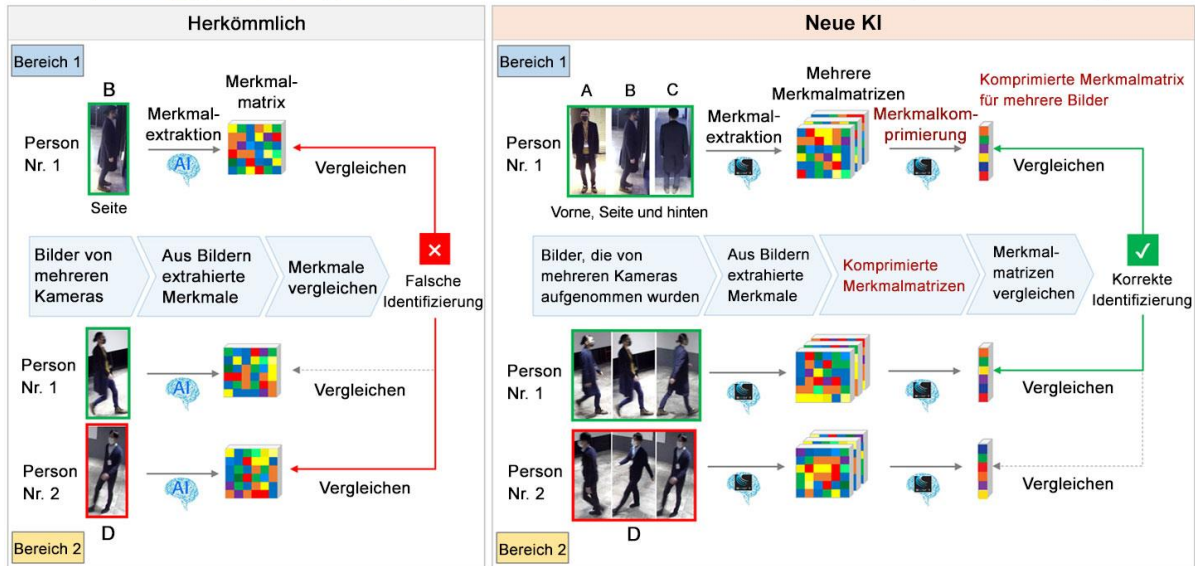 Herkömmlich
Bereich 1
B
Merkmal-
matrix
Merkmal-
extraktion
Person
Nr. 1
AI
Vergleichen
Seite
Bilder von
mehreren
Kameras
Aus Bildern
extrahierte
Merkmale
Merkmale
vergleichen
Falsche
Identifizierung
Person
Nr. 1
AI
Vergleichen
Person
Nr. 2
AI
Vergleichen
D
Bereich 2
Neue KI
Bereich 1
A B C
Mehrere
Merkmalmatrizen
Komprimierte Merkmalmatrix
für mehrere Bilder
Merkmal-
extraktion
Merkmalkom-
primierung
Person
Nr. 1
Vergleichen
Vorne, Seite und hinten
Bilder, die von
mehreren Kameras
aufgenommen wurden
Aus Bildern
extrahierte
Merkmale
Komprimierte
Merkmalmatrizen
Merkmal-
matrizen
vergleichen
Korrekte
Identifizierung
Person
Nr. 1
Vergleichen
Person
Nr. 2
Vergleichen
D
Bereich 2